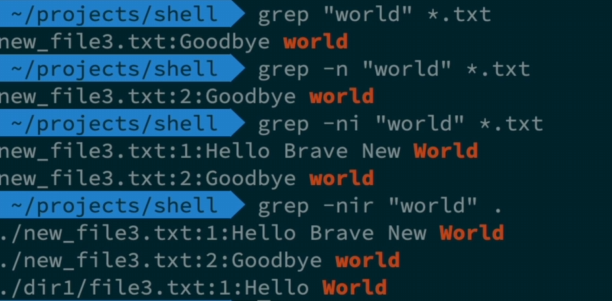 ~/projects/shell grep "world" *.txt
new_file3.txt:Goodbye world
~/projects/shell grep -n "world" *.txt
new_file3.txt:2:Goodbye world
~/projects/shell grep -ni "world" *.txt
new_file3.txt:1:Hello Brave New World
new_file3.txt:2:Goodbye world
~/projects/shell grep -nir "world" .
./new_file3.txt:1:Hello Brave New World
./new_file3.txt:2:Goodbye world
./dir1/file3.txt:1:Hello World